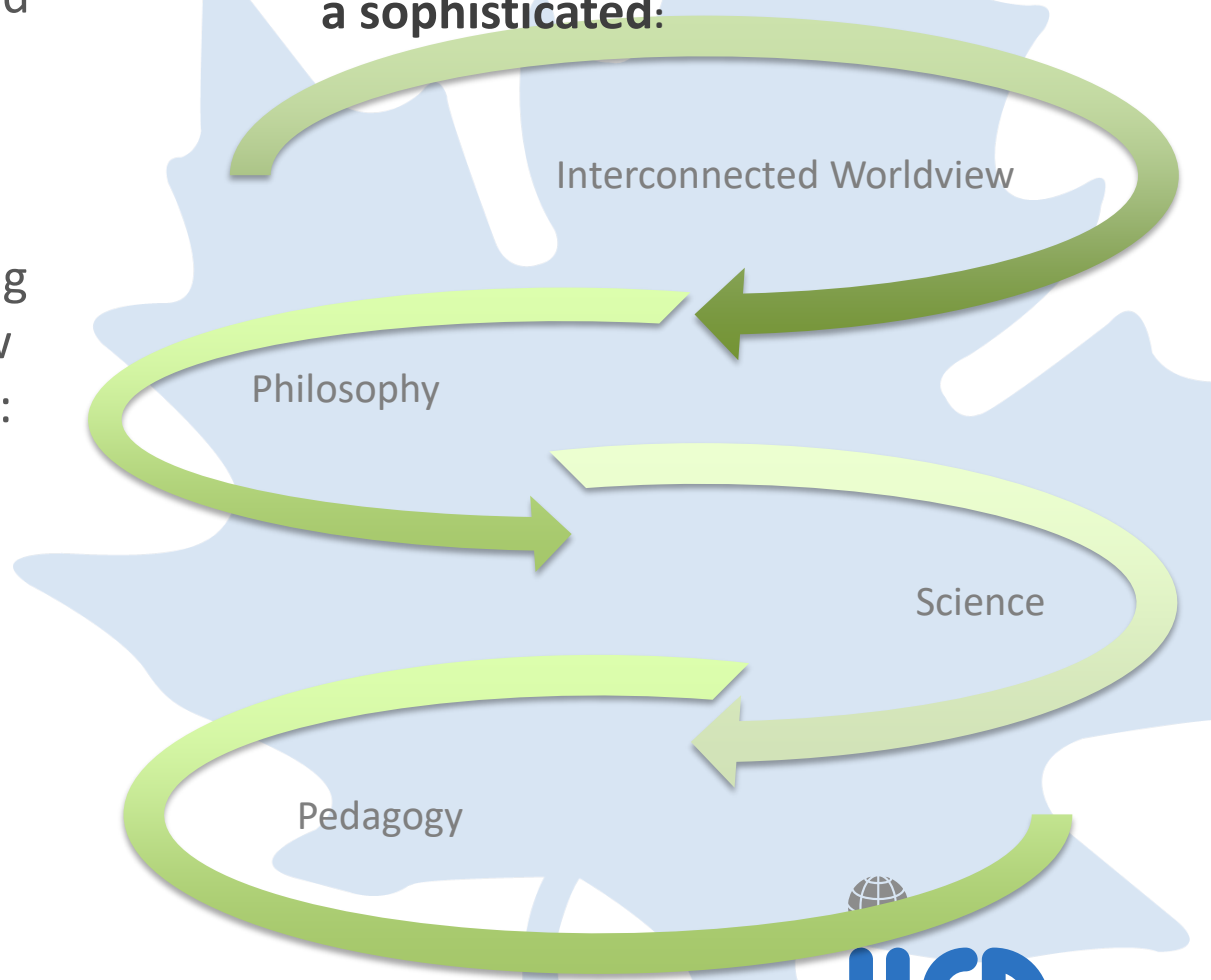 a sophisticated:
Interconnected Worldview
Philosophy
Science
Pedagogy